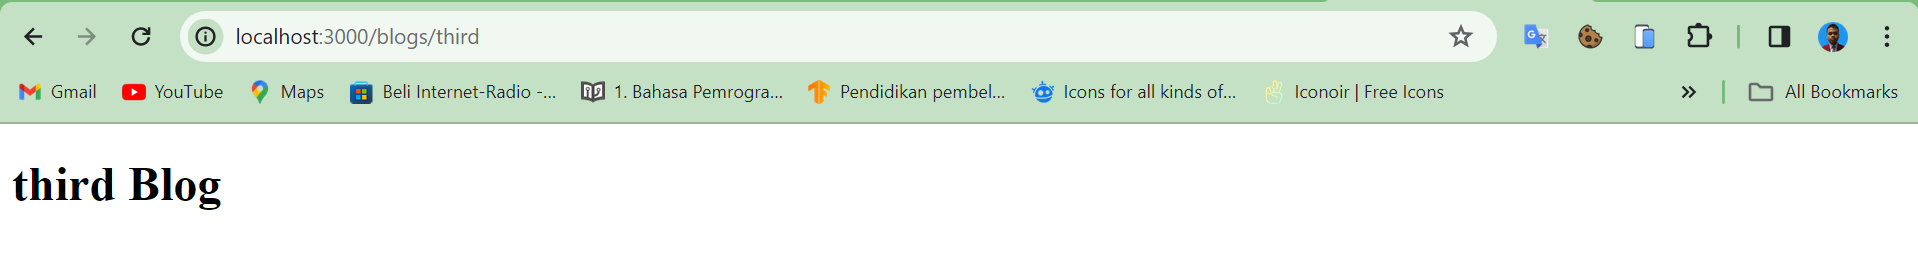 localhost:3000/blogs/third
Gmail YouTube Maps Beli Internet-Radio -... 1. Bahasa Pemrogra... Pendidikan pembel... Icons for all kinds of... Iconoir | Free Icons » All Bookmarks
third Blog